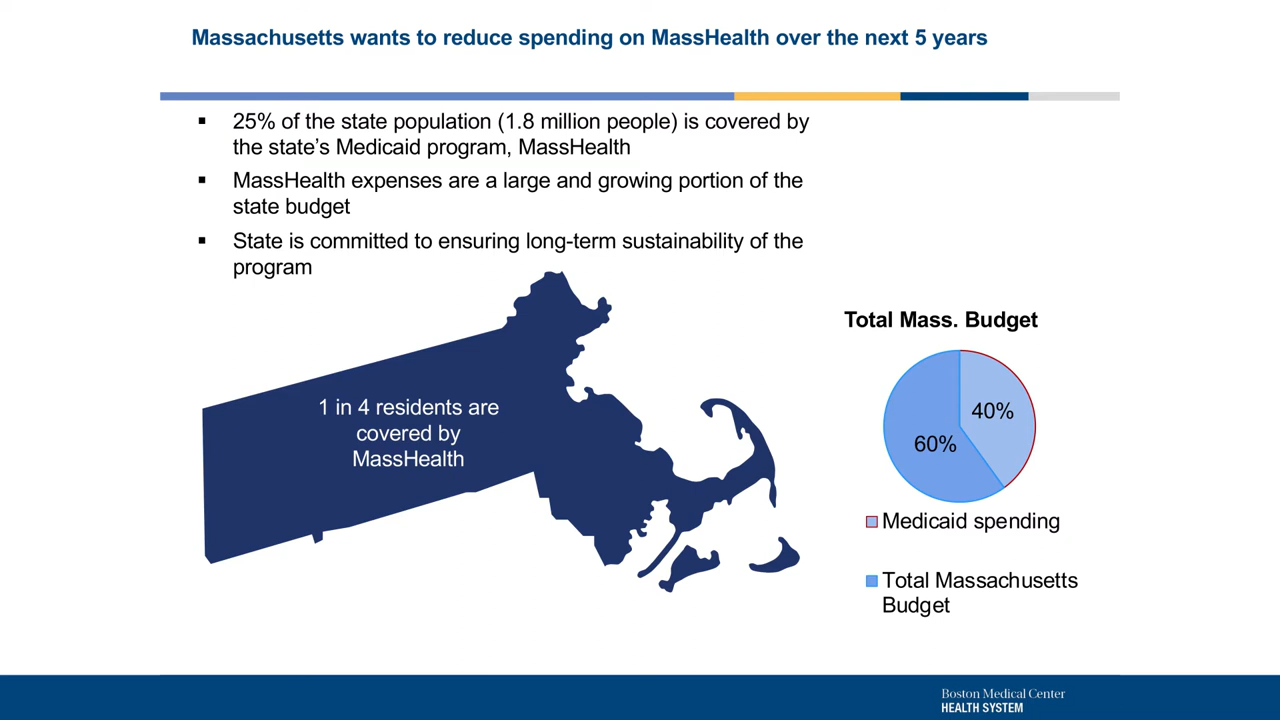 Massachusetts wants to reduce spending on MassHealth over the next 5 years
▪ 25% of the state population (1.8 million people) is covered by
the state’s Medicaid program, MassHealth
▪ MassHealth expenses are a large and growing portion of the
state budget
▪ State is committed to ensuring long-term sustainability of the
program
1 in 4 residents are
covered by
MassHealth
Total Mass. Budget
40%
60%
Medicaid spending
Total Massachusetts
Budget
Boston Medical Center
HEALTH SYSTEM